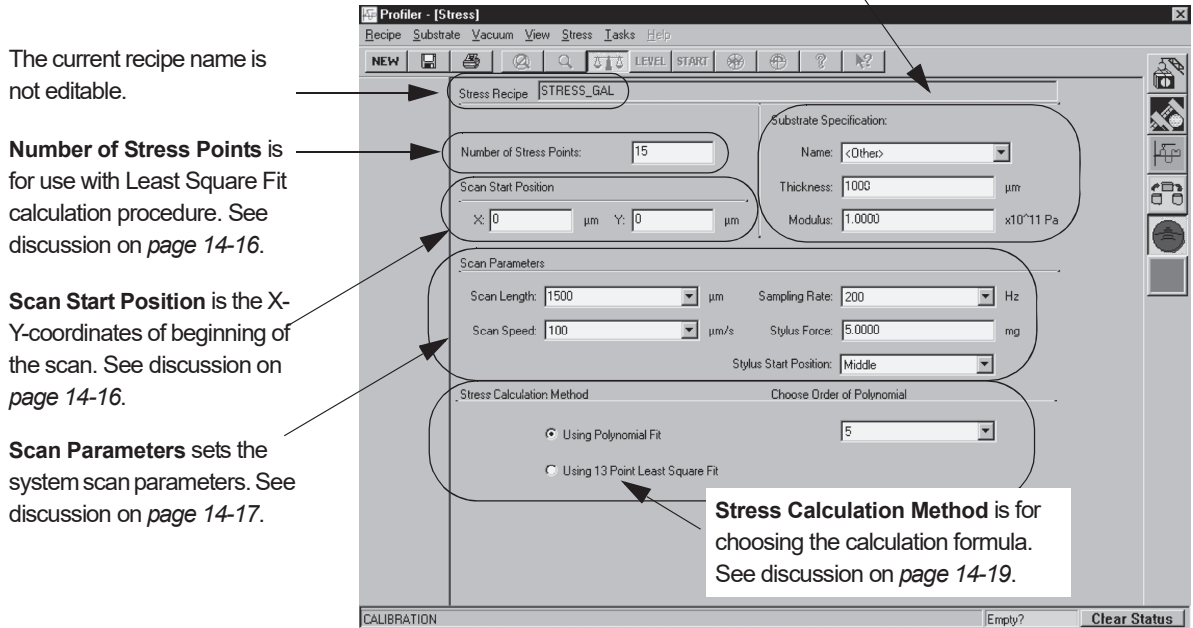 Profiler - [Stress]
Recipe Substrate Vacuum View Stress Tasks Help
NEW LEVEL START
The current recipe name is
not editable.
Number of Stress Points is
for use with Least Square Fit
calculation procedure. See
discussion on page 14-16.
Scan Start Position is the X-
Y-coordinates of beginning of
the scan. See discussion on
page 14-16.
Scan Parameters sets the
system scan parameters. See
discussion on page 14-17.
Stress Recipe STRESS_GAL
Number of Stress Points: 15
Scan Start Position
X: 0 µm Y: 0 µm
Substrate Specification:
Name: <Other>
Thickness: 1000 µm
Modulus: 1.0000 x10^11 Pa
Scan Parameters
Scan Length: 1500 µm Sampling Rate: 200 Hz
Scan Speed: 100 µm/s Stylus Force: 5.0000 mg
Stylus Start Position: Middle
Stress Calculation Method Choose Order of Polynomial
Using Polynomial Fit 5
Using 13 Point Least Square Fit
Stress Calculation Method is for
choosing the calculation formula.
See discussion on page 14-19.
CALIBRATION Empty? Clear Status